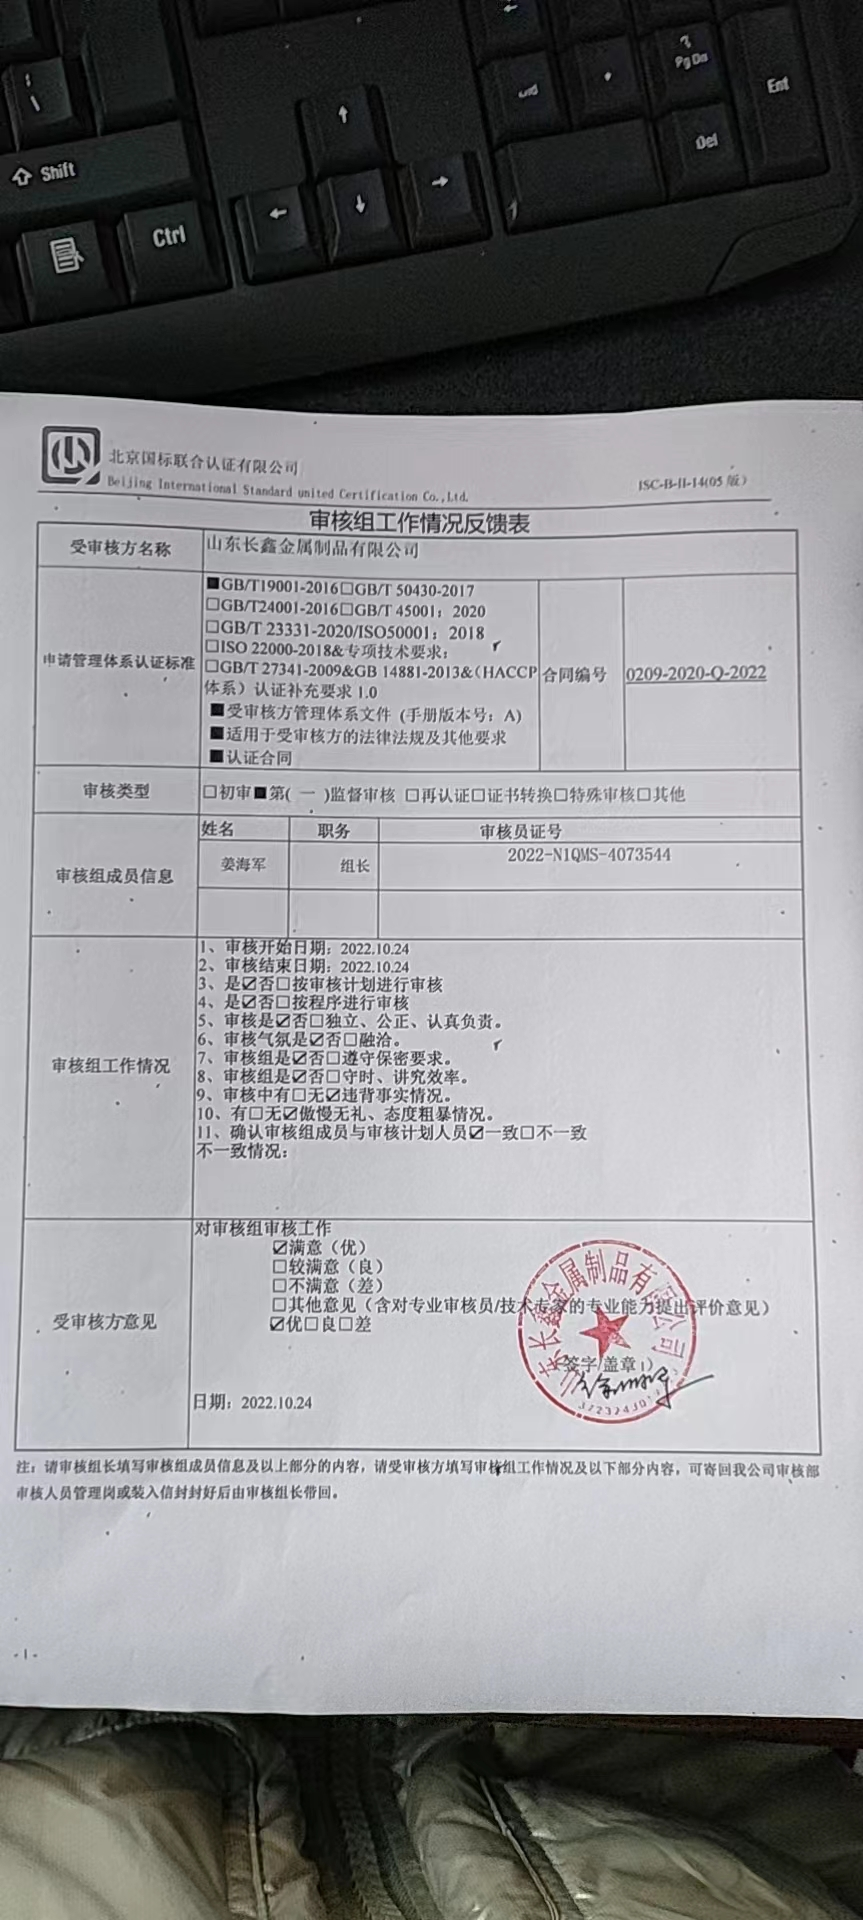 Shift
Ctrl
Pg Dn
Del
Ent
北京国标联合认证有限公司
Beijing International Standard united Certification Co.,Ltd.
ISC-B-II-14(05 版)
审核组工作情况反馈表
受审核方名称
山东长鑫金属制品有限公司
申请管理体系认证标准
■GB/T19001-2016□GB/T 50430-2017
□GB/T24001-2016□GB/T 45001：2020
□GB/T 23331-2020/ISO50001：2018
□ISO 22000-2018&专项技术要求：
□GB/T 27341-2009&GB 14881-2013&（HACCP
体系）认证补充要求 1.0
■受审核方管理体系文件 (手册版本号：A)
■适用于受审核方的法律法规及其他要求
■认证合同
合同编号
0209-2020-Q-2022
审核类型
□初审■第( 一 )监督审核 □再认证□证书转换□特殊审核□其他
审核组成员信息
姓名 职务 审核员证号
姜海军 组长 2022-N1QMS-4073544
审核组工作情况
1、审核开始日期：2022.10.24
2、审核结束日期：2022.10.24
3、是☑否□按审核计划进行审核
4、是☑否□按程序进行审核
5、审核是☑否□独立、公正、认真负责。
6、审核气氛是☑否□融洽。
7、审核组是☑否□遵守保密要求。
8、审核组是☑否□守时、讲究效率。
9、审核中有□无☑违背事实情况。
10、有□无☑傲慢无礼、态度粗暴情况。
11、确认审核组成员与审核计划人员☑一致□不一致
不一致情况：
受审核方意见
对审核组审核工作
☑满意（优）
□较满意（良）
□不满意（差）
□其他意见（含对专业审核员/技术专家的专业能力提出评价意见）
☑优□良□差
（签字/盖章）
山东长鑫金属制品有限公司
日期：2022.10.24
注：请审核组长填写审核组成员信息及以上部分的内容，请受审核方填写审核组工作情况及以下部分内容，可寄回我公司审核部
审核人员管理岗或装入信封封好后由审核组长带回。
- 1 -